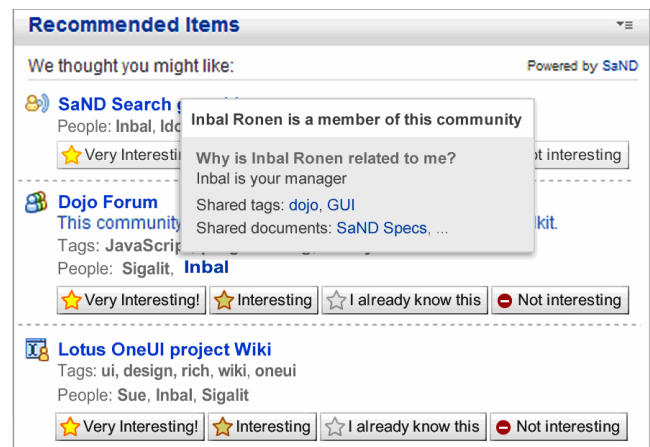 Recommended Items
We thought you might like:
Powered by SaND
SaND Search
People: Inbal,
Very
not interesting
Inbal Ronen is a member of this community
Why is Inbal Ronen related to me?
Inbal is your manager
Shared tags: dojo, GUI
Shared documents: SaND Specs, ...
Dojo Forum
This community
Tags: JavaScript,
People: Sigalit, Inbal
Very Interesting! Interesting I already know this Not interesting
Lotus OneUI project Wiki
Tags: ui, design, rich, wiki, oneui
People: Sue, Inbal, Sigalit
Very Interesting! Interesting I already know this Not interesting